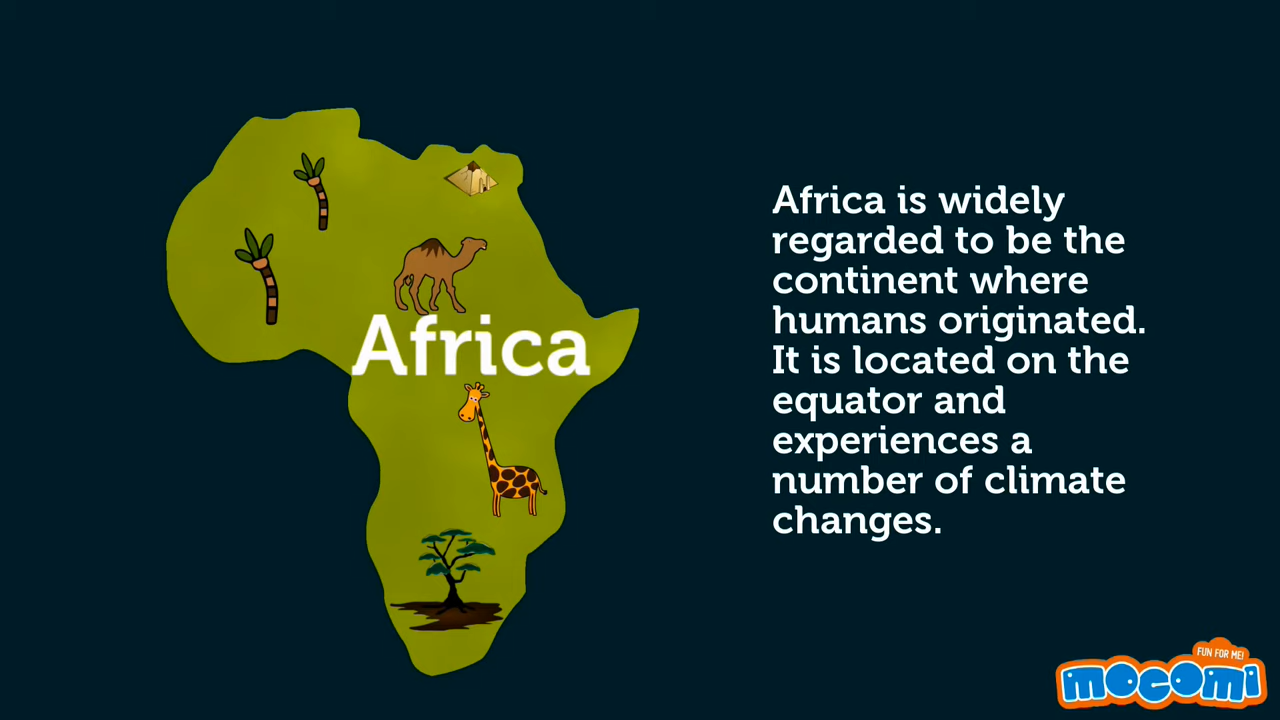 Africa
Africa is widely
regarded to be the
continent where
humans originated.
It is located on the
equator and
experiences a
number of climate
changes.
FUN FOR ME!
mocomi